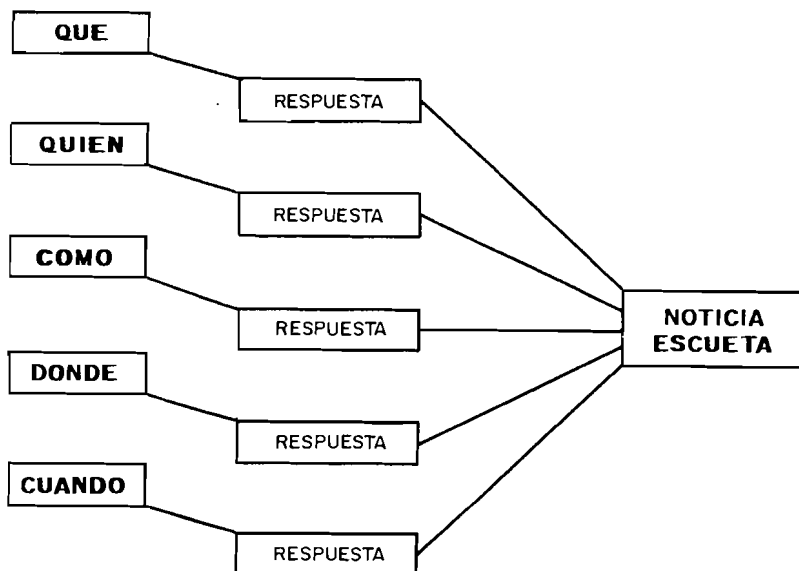 QUE
RESPUESTA
QUIEN
RESPUESTA
COMO
RESPUESTA
NOTICIA
ESCUETA
DONDE
RESPUESTA
CUANDO
RESPUESTA